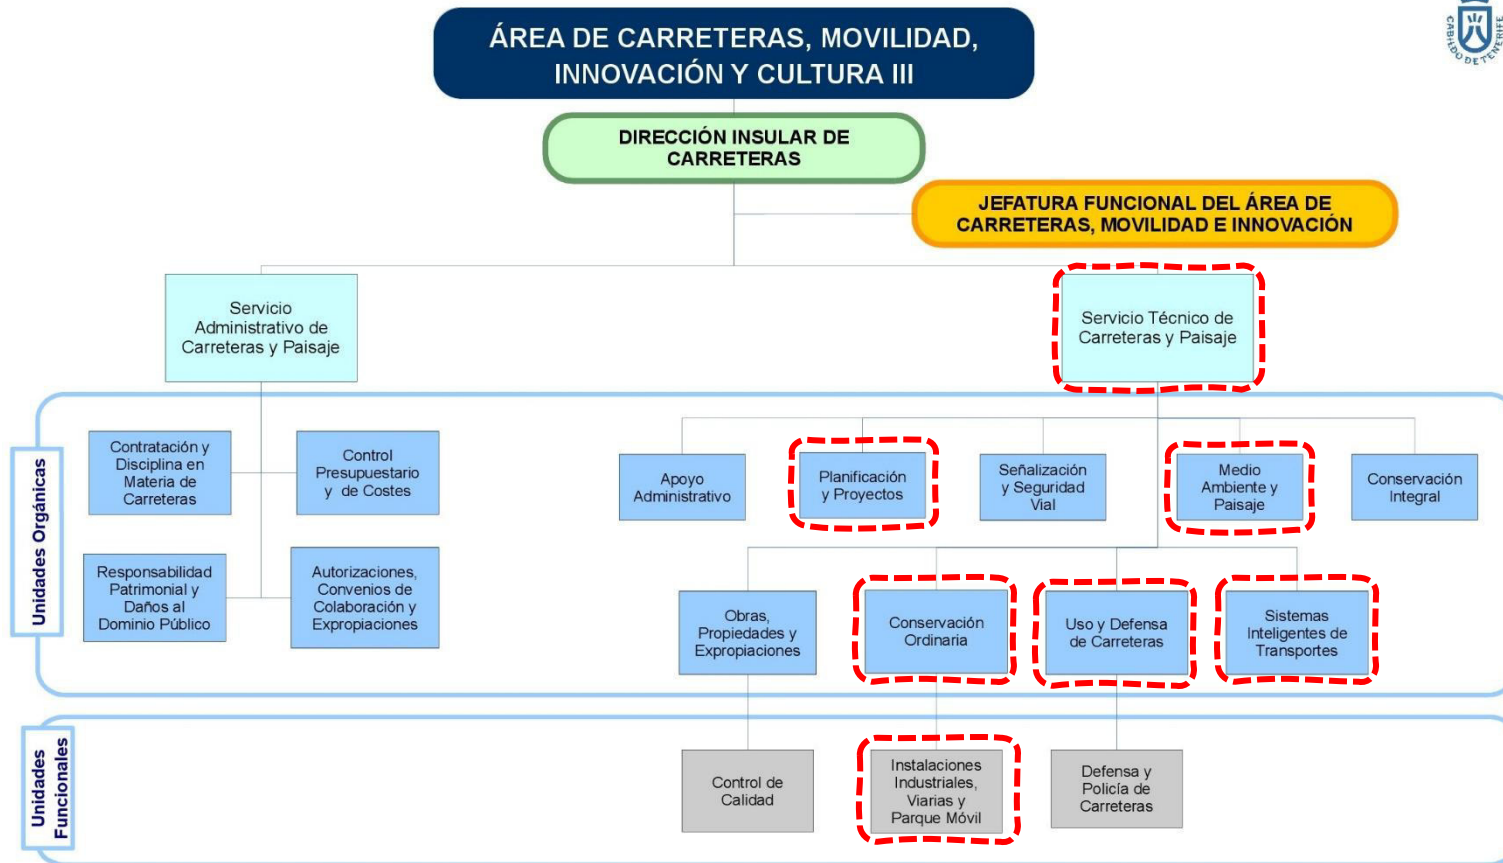 ÁREA DE CARRETERAS, MOVILIDAD,
INNOVACIÓN Y CULTURA III
CABILDO DE TENERIFE
DIRECCIÓN INSULAR DE
CARRETERAS
JEFATURA FUNCIONAL DEL ÁREA DE
CARRETERAS, MOVILIDAD E INNOVACIÓN
Servicio
Administrativo de
Carreteras y Paisaje
Servicio Técnico de
Carreteras y Paisaje
Unidades Orgánicas
Contratación y
Disciplina en
Materia de
Carreteras
Control
Presupuestario
y de Costes
Responsabilidad
Patrimonial y
Daños al
Dominio Público
Autorizaciones,
Convenios de
Colaboración y
Expropiaciones
Apoyo
Administrativo
Planificación
y Proyectos
Señalización
y Seguridad
Vial
Medio
Ambiente y
Paisaje
Conservación
Integral
Obras,
Propiedades y
Expropiaciones
Conservación
Ordinaria
Uso y Defensa
de Carreteras
Sistemas
Inteligentes de
Transportes
Unidades
Funcionales
Control de
Calidad
Instalaciones
Industriales,
Viarias y
Parque Móvil
Defensa y
Policía de
Carreteras